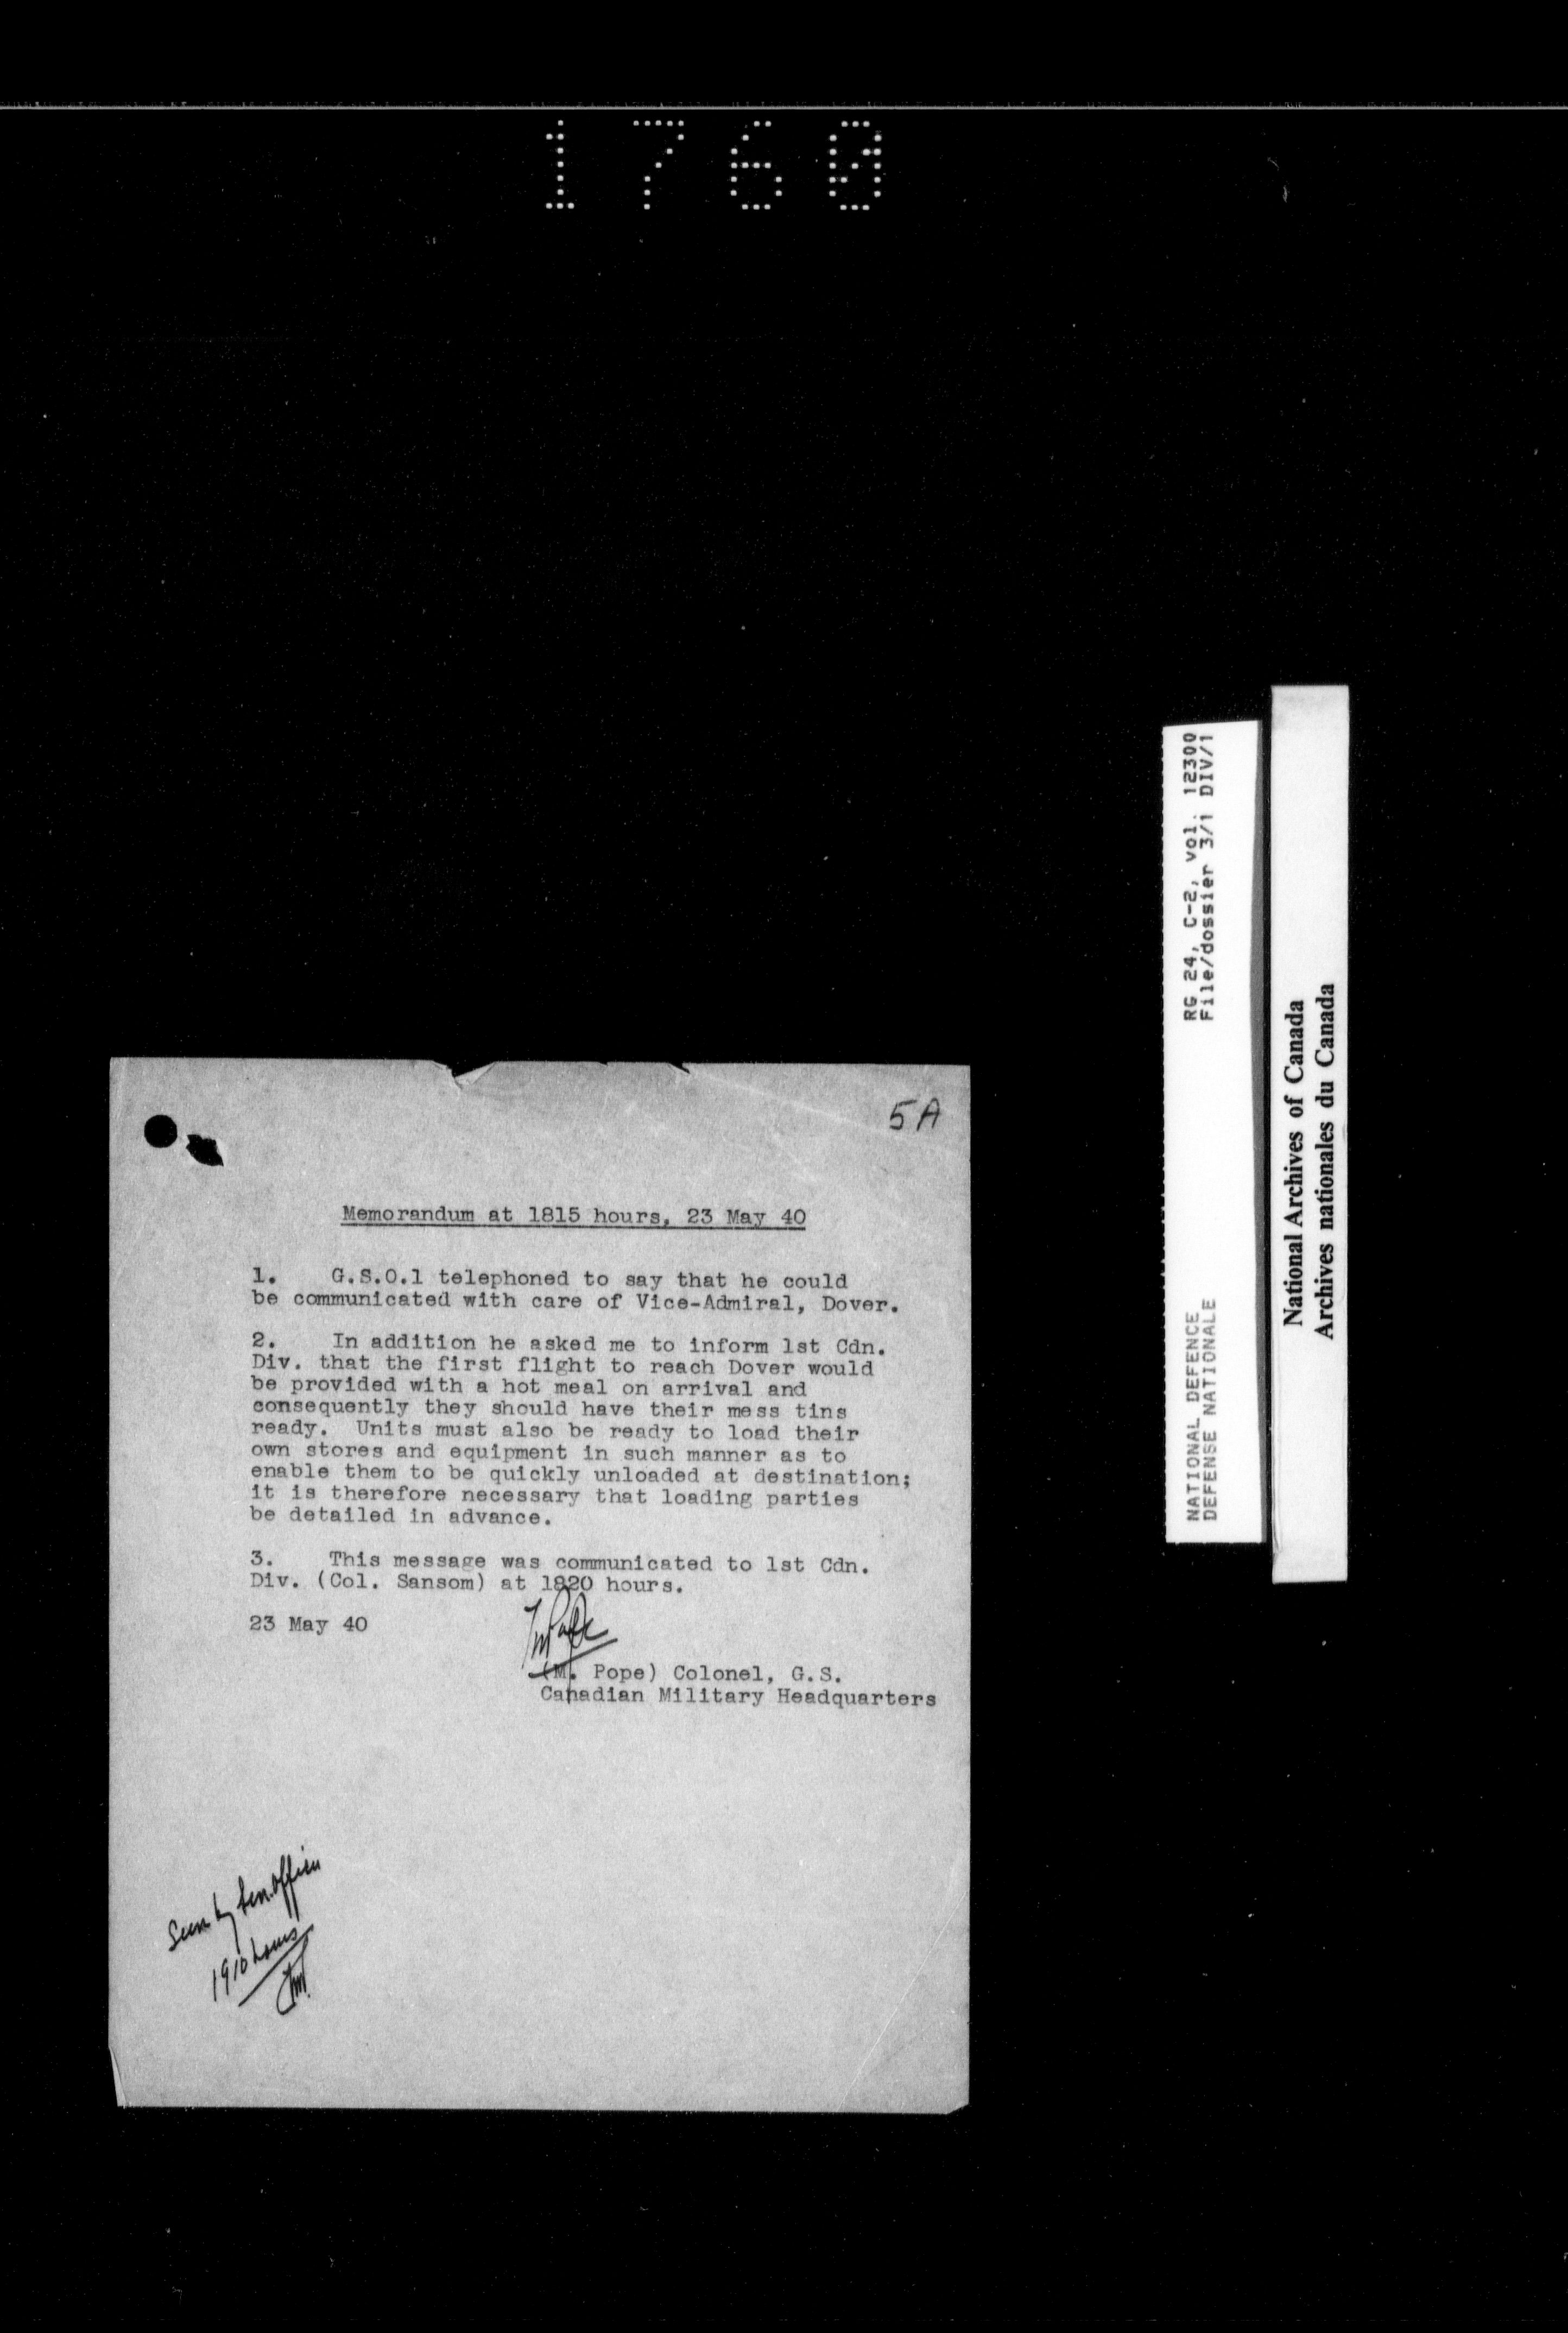 1760
5A
Memorandum at 1815 hours, 23 May 40
1. G.S.O.1 telephoned to say that he could
be communicated with care of Vice-Admiral, Dover.
2. In addition he asked me to inform 1st Cdn.
Div. that the first flight to reach Dover would
be provided with a hot meal on arrival and
consequently they should have their mess tins
ready. Units must also be ready to load their
own stores and equipment in such manner as to
enable them to be quickly unloaded at destination;
it is therefore necessary that loading parties
be detailed in advance.
3. This message was communicated to 1st Cdn.
Div. (Col. Sansom) at 1820 hours.
23 May 40
(M. Pope) Colonel, G.S.
Canadian Military Headquarters
Seen by
1910 hours
RG 24, C-2, vol. 12300
File/dossier 3/1 DIV/1
NATIONAL DEFENCE
DEFENSE NATIONALE
National Archives of Canada
Archives nationales du Canada